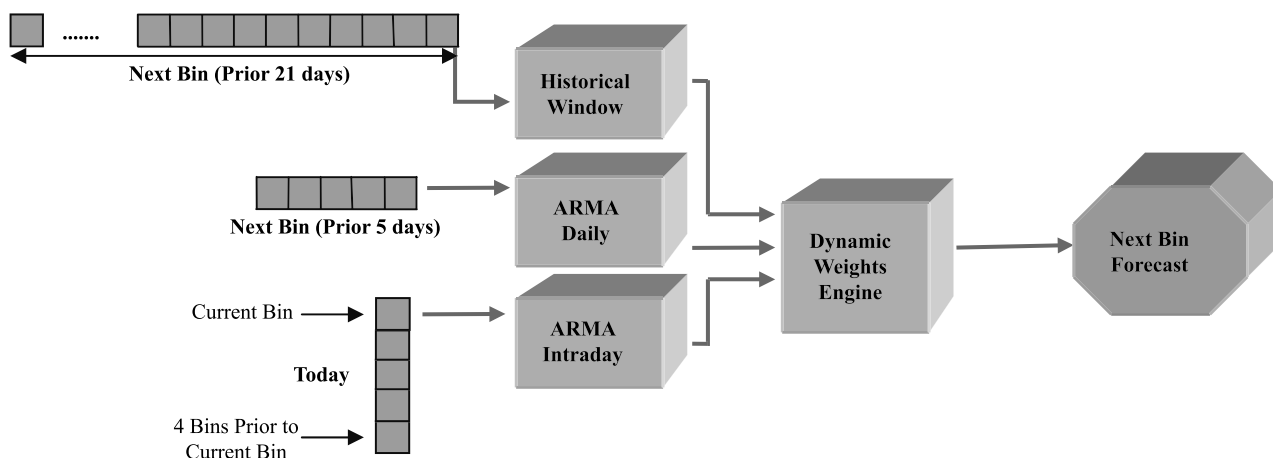 .......
Next Bin (Prior 21 days)
Historical
Window
Next Bin (Prior 5 days)
ARMA
Daily
Current Bin
Today
4 Bins Prior to
Current Bin
ARMA
Intraday
Dynamic
Weights
Engine
Next Bin
Forecast